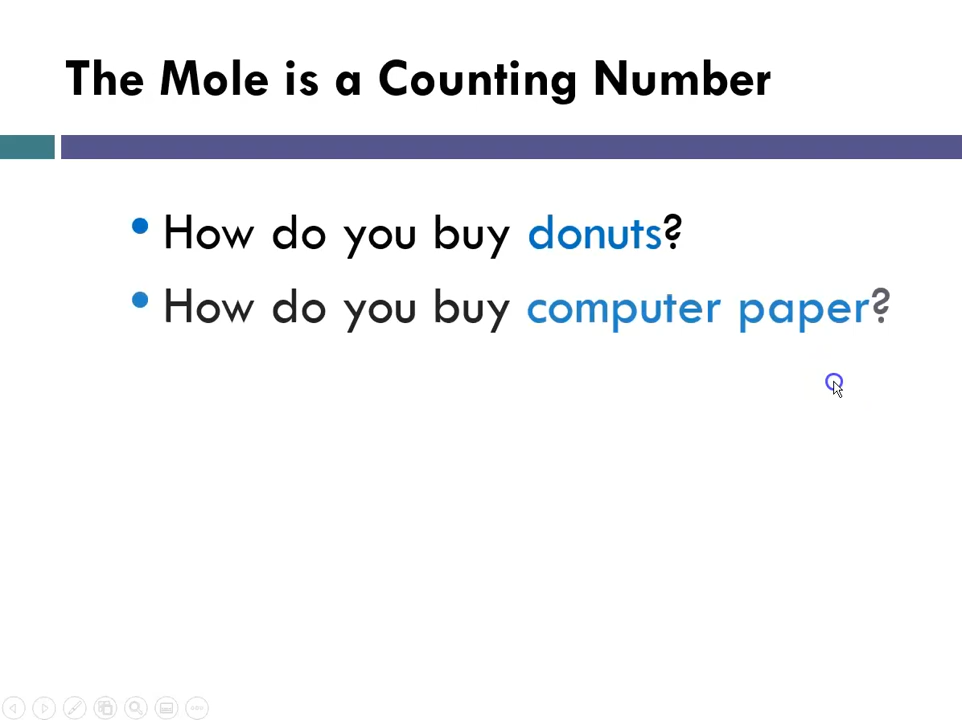 The Mole is a Counting Number
• How do you buy donuts?
• How do you buy computer paper?